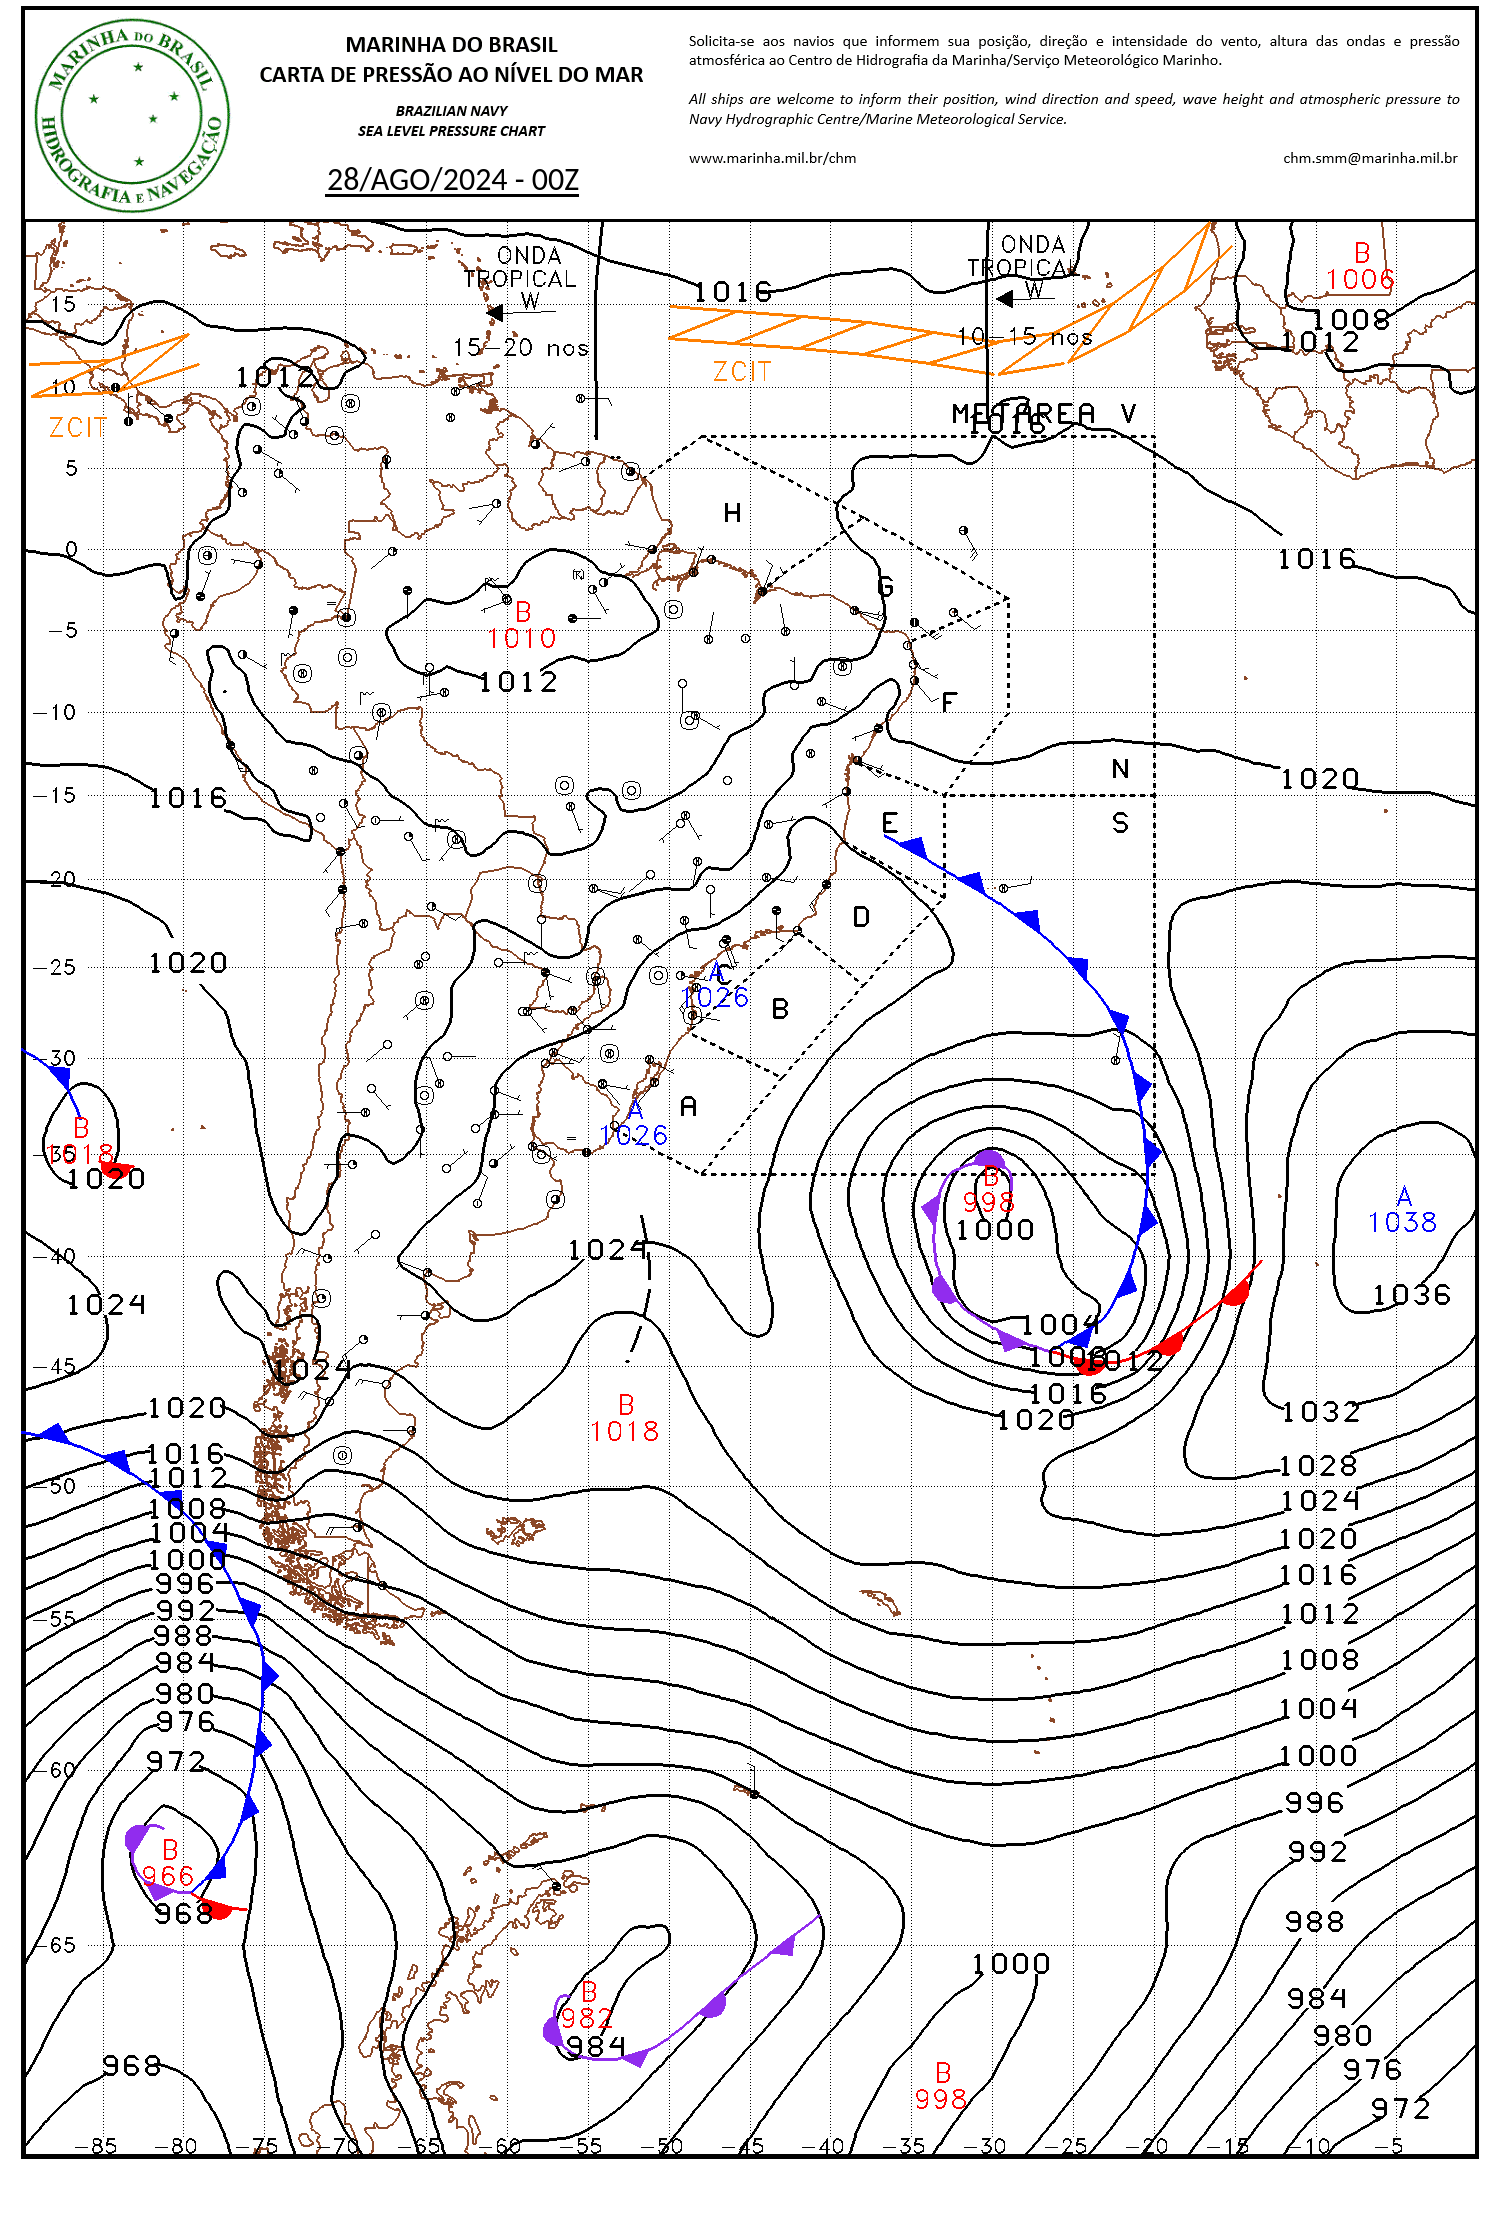 MARINHA DO BRASIL
HIDROGRAFIA E NAVEGAÇÃO
MARINHA DO BRASIL
CARTA DE PRESSÃO AO NÍVEL DO MAR
BRAZILIAN NAVY
SEA LEVEL PRESSURE CHART
28/AGO/2024 - 00Z
Solicita-se aos navios que informem sua posição, direção e intensidade do vento, altura das ondas e pressão
atmosférica ao Centro de Hidrografia da Marinha/Serviço Meteorológico Marinho.
All ships are welcome to inform their position, wind direction and speed, wave height and atmospheric pressure to
Navy Hydrographic Centre/Marine Meteorological Service.
www.marinha.mil.br/chm chm.smm@marinha.mil.br
ONDA
TROPICAL
W
15-20 nos
ONDA
TROPICAL
W
10-15 nos
B
1006
1016
15
1008
1012
ZCIT
1012
10
ZCIT
METAREA V
1016
5
H
0
1016
G
B
1010
-5
1012
F
-10
N
1020
1016
-15
E
S
-20
D
1020
-25
A
1026
C
B
-30
A
A
1026
B
1018
-35
1020
B
998
1000
A
1038
1024
-40
1024
1036
1004
1008
1012
1024
-45
1016
1020
B
1018
1020
1032
1016
1028
1012
-50
1024
1008
1004
1020
1000
1016
996
992
-55
1012
988
984
1008
980
1004
976
972
1000
-60
996
B
966
992
968
988
-65
1000
B
982
984
984
980
968
B
998
976
972
-85 -80 -75 -70 -65 -60 -55 -50 -45 -40 -35 -30 -25 -20 -15 -10 -5